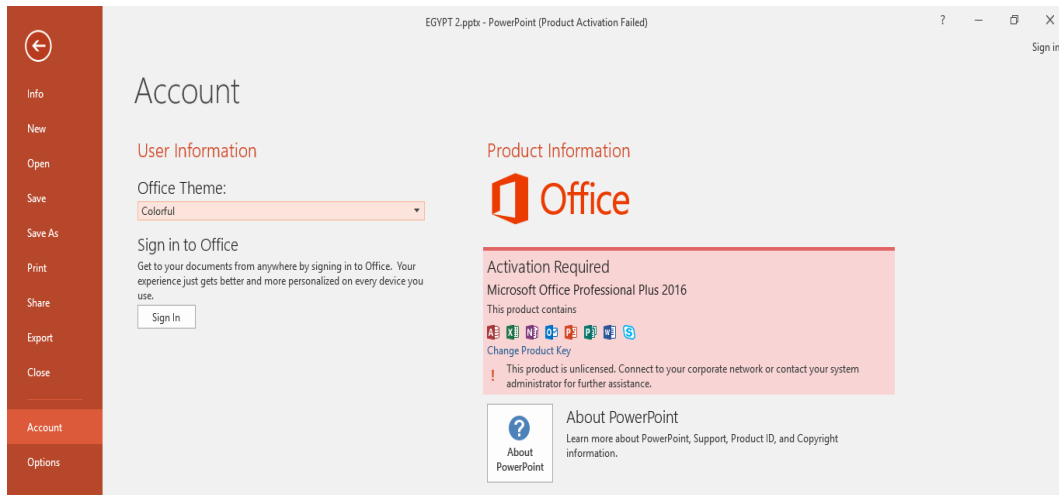 EGYPT 2.pptx - PowerPoint (Product Activation Failed)
?
Sign in
Info
New
Open
Save
Save As
Print
Share
Export
Close
Account
Options
Account
User Information
Office Theme:
Colorful
Sign in to Office
Get to your documents from anywhere by signing in to Office. Your
experience just gets better and more personalized on every device you
use.
Sign In
Product Information
Office
Activation Required
Microsoft Office Professional Plus 2016
This product contains
Change Product Key
! This product is unlicensed. Connect to your corporate network or contact your system
administrator for further assistance.
?
About
PowerPoint
About PowerPoint
Learn more about PowerPoint, Support, Product ID, and Copyright
information.